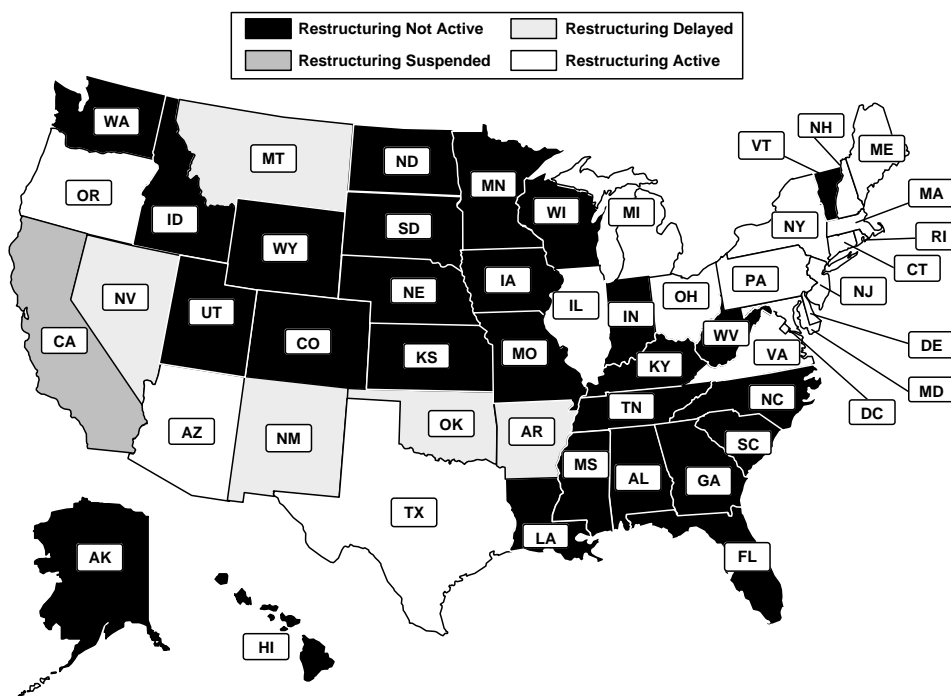 Restructuring Not Active
Restructuring Delayed
Restructuring Suspended
Restructuring Active
WA
MT
ND
MN
VT
NH
ME
OR
ID
SD
WI
MI
NY
MA
RI
WY
CT
NV
NE
IA
PA
NJ
UT
IL
IN
OH
CA
CO
KS
MO
WV
VA
DE
KY
MD
AZ
NM
OK
AR
TN
NC
DC
SC
MS
AL
GA
TX
LA
AK
FL
HI